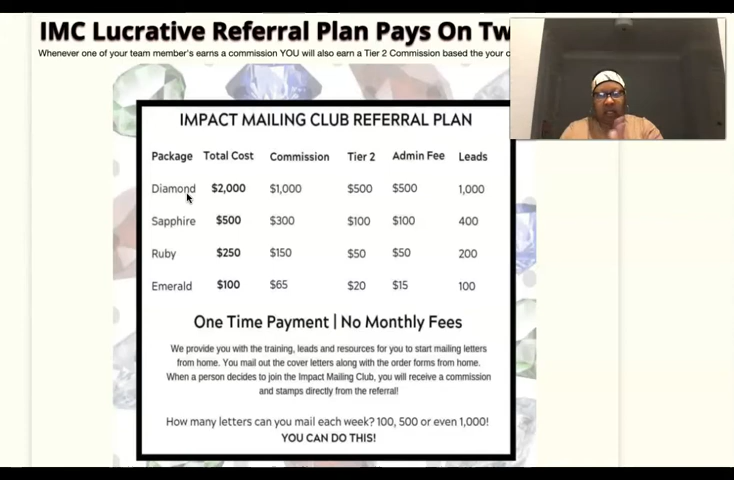 IMC Lucrative Referral Plan Pays On Tw
Whenever one of your team member's earns a commission YOU will also earn a Tier 2 Commission based the your
IMPACT MAILING CLUB REFERRAL PLAN
Package Total Cost Commission Tier 2 Admin Fee Leads
Diamond $2,000 $1,000 $500 $500 1,000
Sapphire $500 $300 $100 $100 400
Ruby $250 $150 $50 $50 200
Emerald $100 $65 $20 $15 100
One Time Payment | No Monthly Fees
We provide you with the training, leads and resources for you to start mailing letters
from home. You mail out the cover letters along with the order forms from home.
When a person decides to join the Impact Mailing Club, you will receive a commission
and stamps directly from the referral!
How many letters can you mail each week? 100, 500 or even 1,000!
YOU CAN DO THIS!